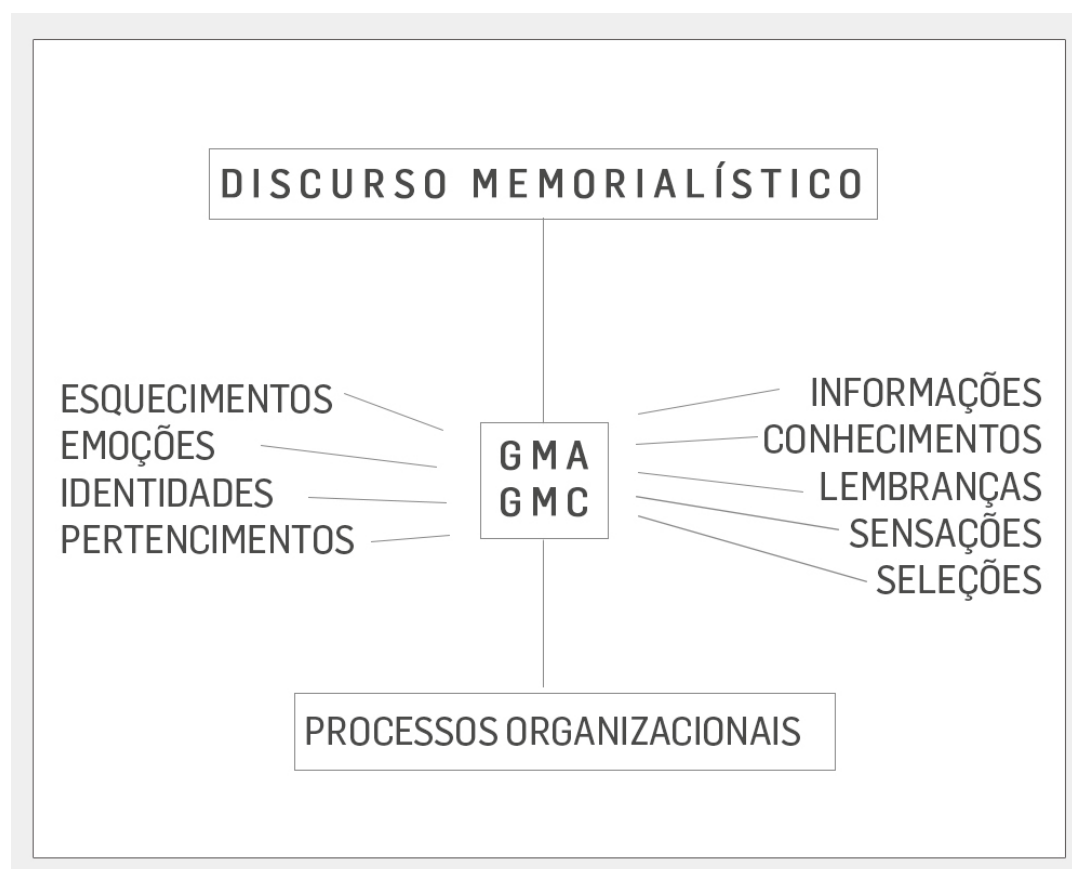 DISCURSO MEMORIALÍSTICO
ESQUECIMENTOS
EMOÇÕES
IDENTIDADES
PERTENCIMENTOS
GMA
GMC
INFORMAÇÕES
CONHECIMENTOS
LEMBRANÇAS
SENSAÇÕES
SELEÇÕES
PROCESSOS ORGANIZACIONAIS